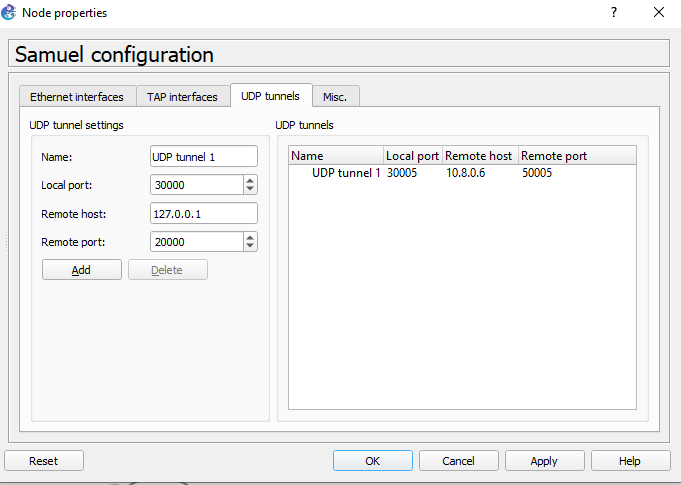 Node properties
?
Samuel configuration
Ethernet interfaces TAP interfaces UDP tunnels Misc.
UDP tunnel settings
Name: UDP tunnel 1
Local port: 30000
Remote host: 127.0.0.1
Remote port: 20000
Add Delete
UDP tunnels
Name Local port Remote host Remote port
UDP tunnel 1 30005 10.8.0.6 50005
Reset OK Cancel Apply Help